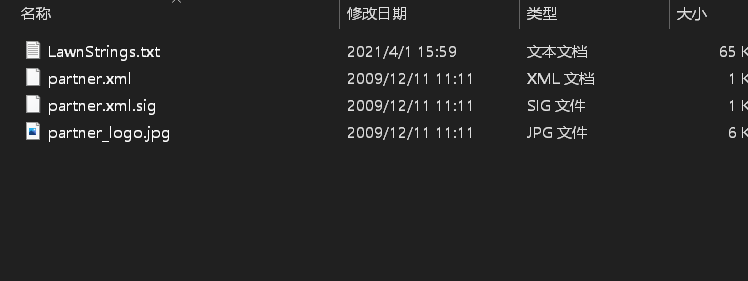 名称 修改日期 类型 大小
LawnStrings.txt 2021/4/1 15:59 文本文档 65 K
partner.xml 2009/12/11 11:11 XML 文档 1 K
partner.xml.sig 2009/12/11 11:11 SIG 文件 1 K
partner_logo.jpg 2009/12/11 11:11 JPG 文件 6 K